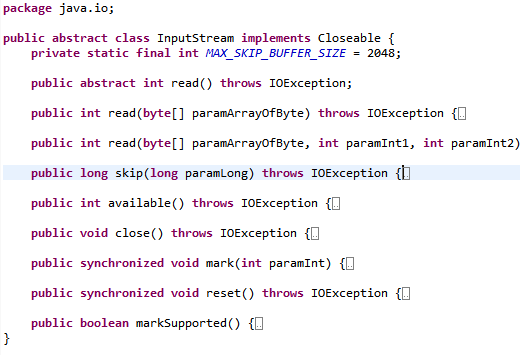 package java.io;
public abstract class InputStream implements Closeable {
private static final int MAX_SKIP_BUFFER_SIZE = 2048;
public abstract int read() throws IOException;
public int read(byte[] paramArrayOfByte) throws IOException {..
public int read(byte[] paramArrayOfByte, int paramInt1, int paramInt2)
public long skip(long paramLong) throws IOException {..
public int available() throws IOException {..
public void close() throws IOException {..
public synchronized void mark(int paramInt) {..
public synchronized void reset() throws IOException {..
public boolean markSupported() {..
}